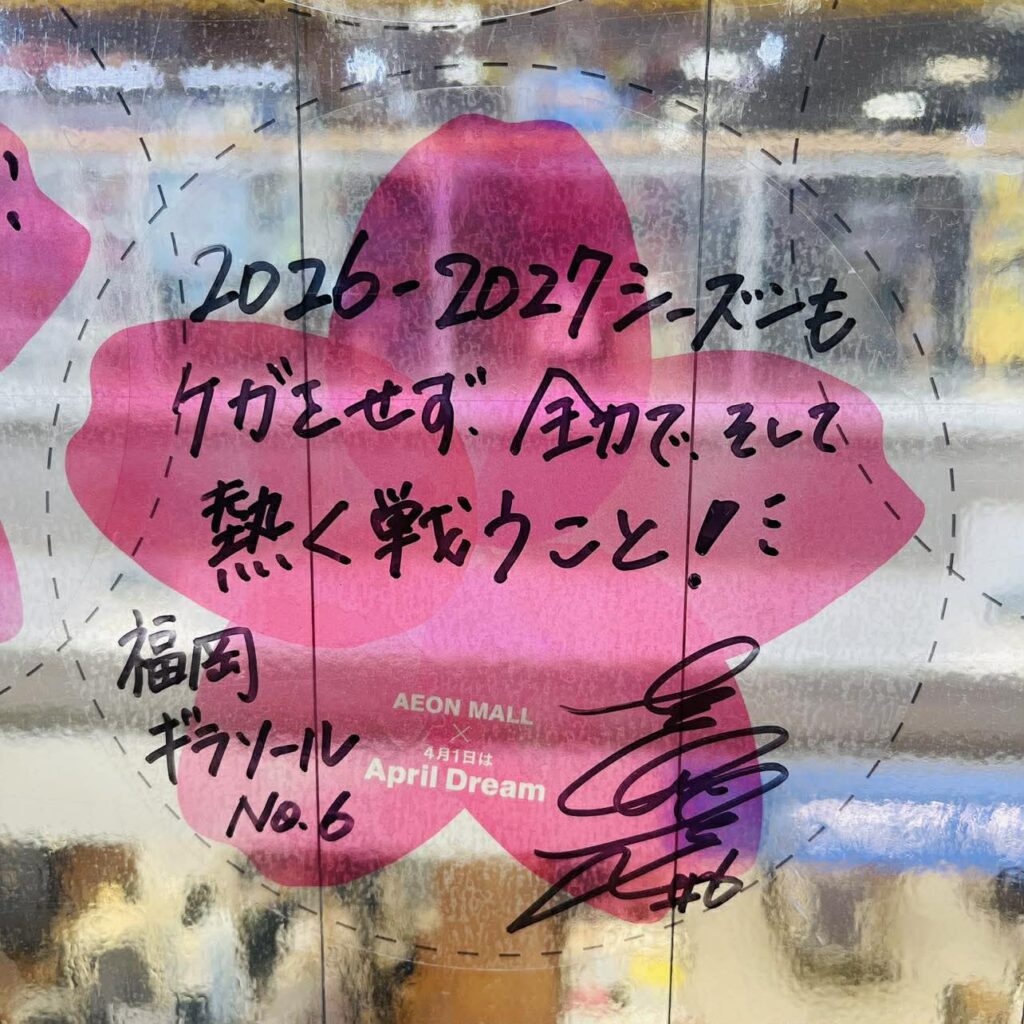 2026-2027シーズンも
ケガをせず、全力で、そして
熱く戦うこと!
福岡
ギラソール
No.6
AEON MALL
×
4月1日は
April Dream
#6